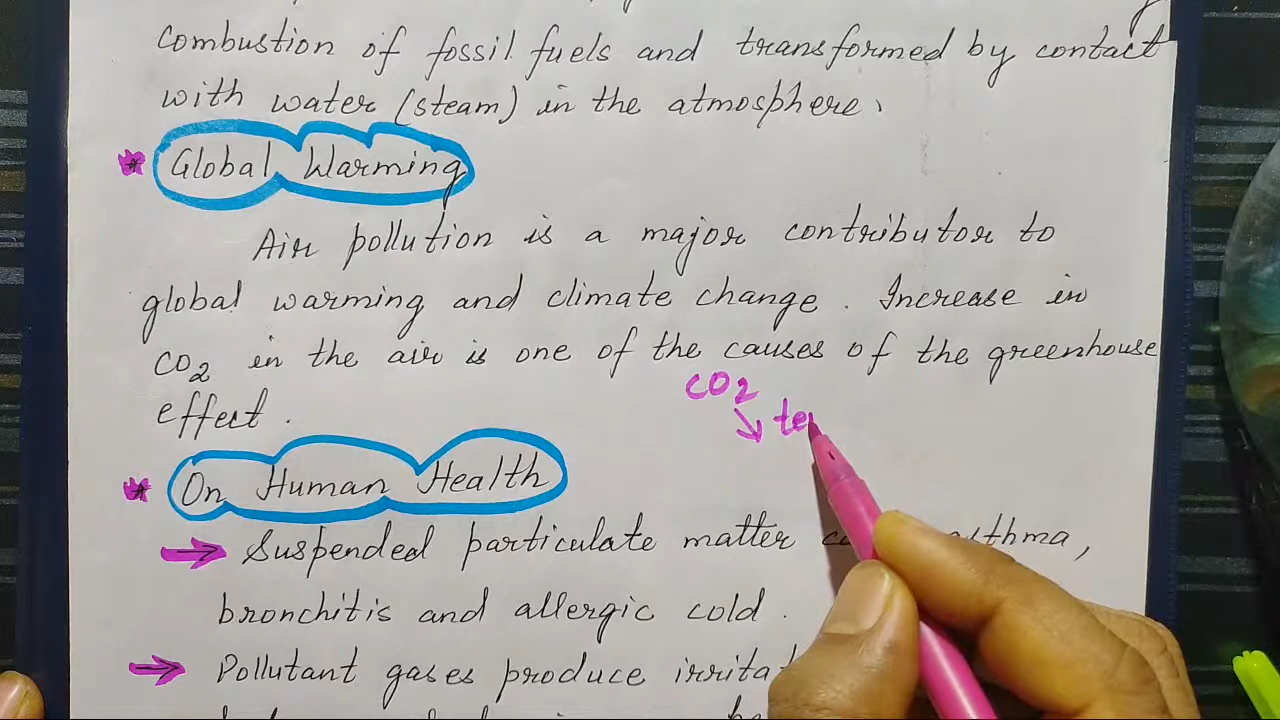 combustion of fossil fuels and transformed by contact
with water (steam) in the atmosphere.
Global Warming
Air pollution is a major contributor to
global warming and climate change. Increase in
CO2 in the air is one of the causes of the greenhouse
effect.
CO2
te
On Human Health
Suspended particulate matter asthma,
bronchitis and allergic cold.
Pollutant gases produce